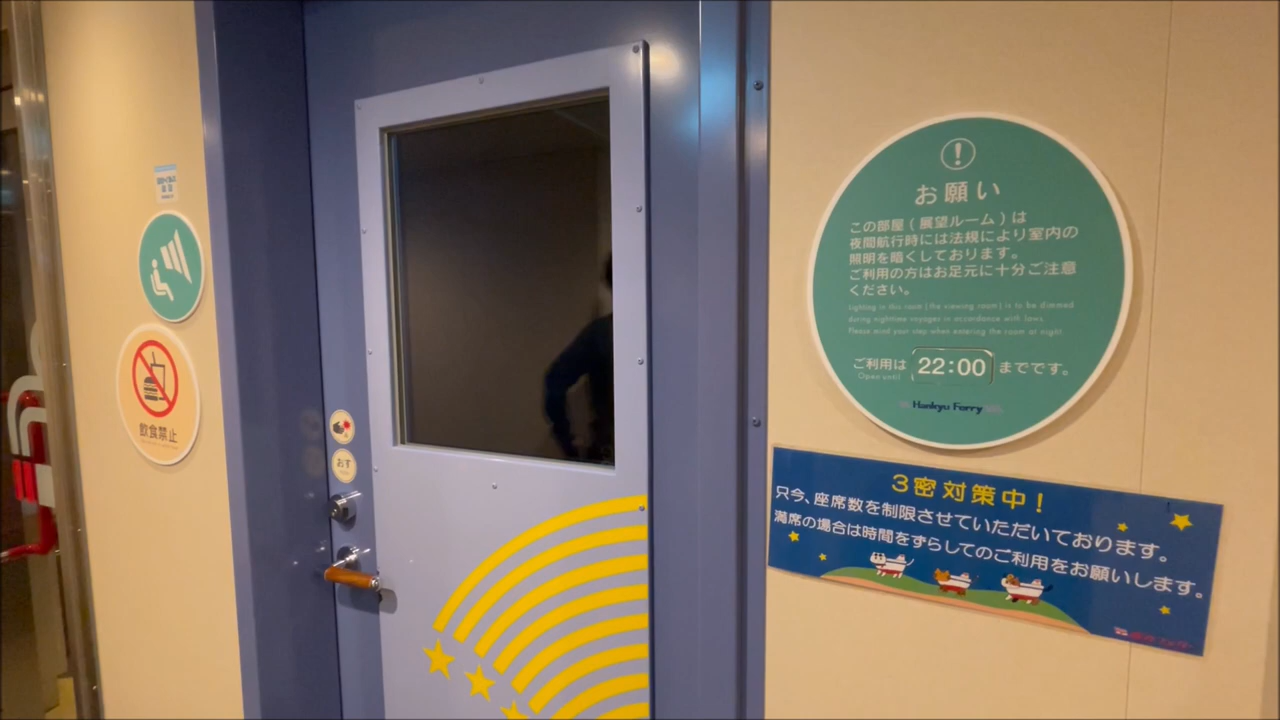 飲食禁止
おす
お願い
この部屋(展望ルーム)は
夜間航行時には法規により室内の
照明を暗くしております。
ご利用の方はお足元に十分ご注意
ください。
Lighting in this room (the viewing room) is to be dimmed
during nighttime voyages in accordance with laws.
Please mind your step when entering the room at night.
ご利用は 22:00 までです。
Open until
Hankyu Ferry
3密対策中!
只今、座席数を制限させていただいております。
満席の場合は時間をずらしてのご利用をお願いします。